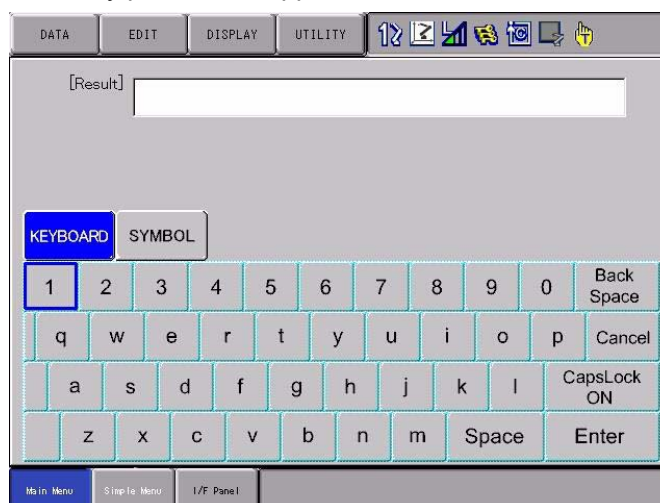 DATA EDIT DISPLAY UTILITY
[Result]
KEYBOARD SYMBOL
1 2 3 4 5 6 7 8 9 0 Back Space
q w e r t y u i o p Cancel
a s d f g h j k l CapsLock ON
z x c v b n m Space Enter
Main Menu Simple Menu I/F Panel